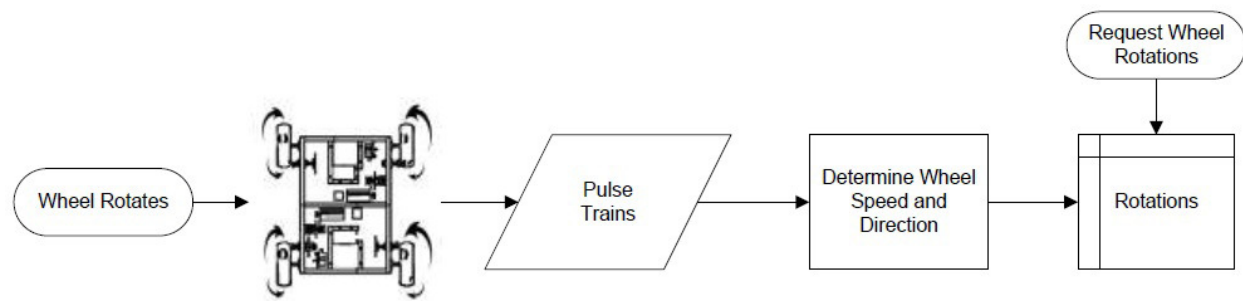 Request Wheel
Rotations
Wheel Rotates
Pulse
Trains
Determine Wheel
Speed and
Direction
Rotations